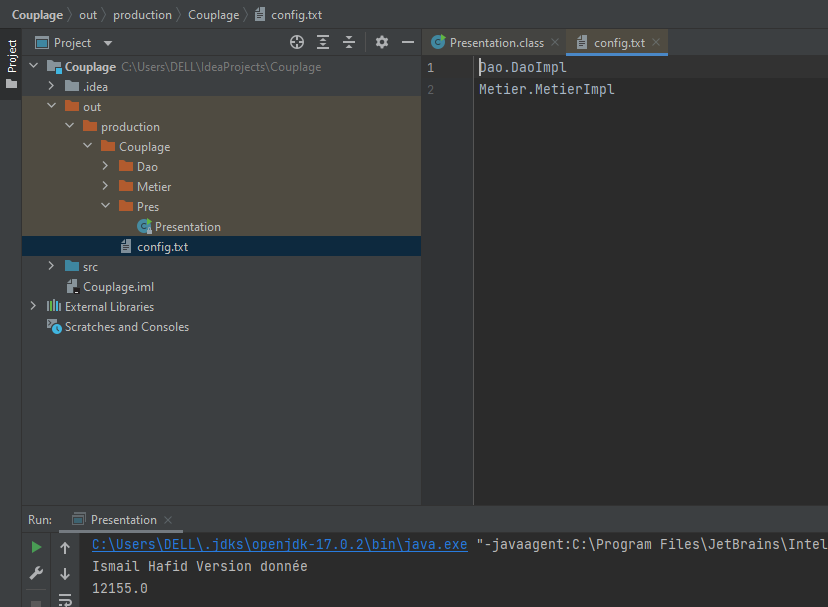 Couplage out production Couplage config.txt
Project
Project
Presentation.class
config.txt
Couplage C:\Users\DELL\IdeaProjects\Couplage
.idea
out
production
Couplage
Dao
Metier
Pres
Presentation
config.txt
src
Couplage.iml
External Libraries
Scratches and Consoles
1 Dao.DaoImpl
2 Metier.MetierImpl
Run: Presentation
C:\Users\DELL\.jdks\openjdk-17.0.2\bin\java.exe "-javaagent:C:\Program Files\JetBrains\Intel
Ismail Hafid Version donnée
12155.0